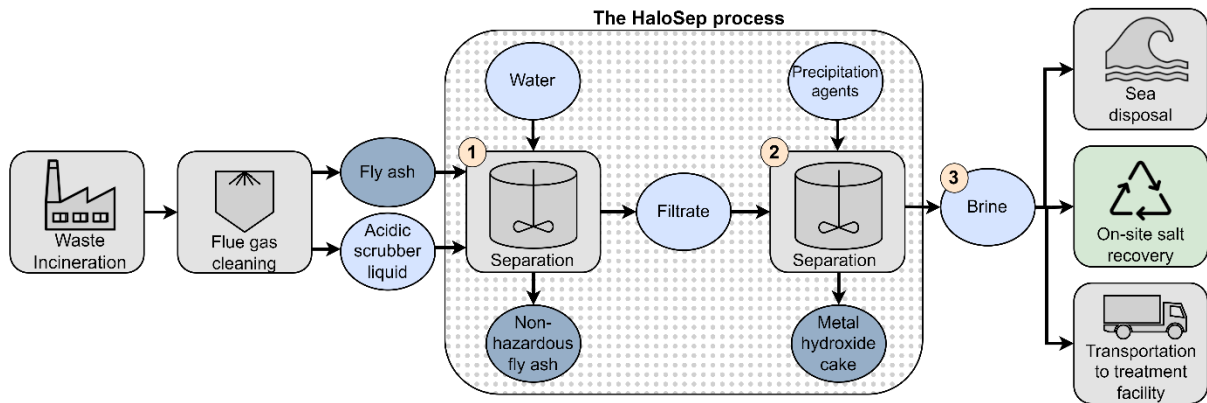 The HaloSep process
Waste
Incineration
Flue gas
cleaning
Fly ash
Acidic
scrubber
liquid
Water
1
Separation
Non-
hazardous
fly ash
Filtrate
Precipitation
agents
2
Separation
Metal
hydroxide
cake
3
Brine
Sea
disposal
On-site salt
recovery
Transportation
to treatment
facility